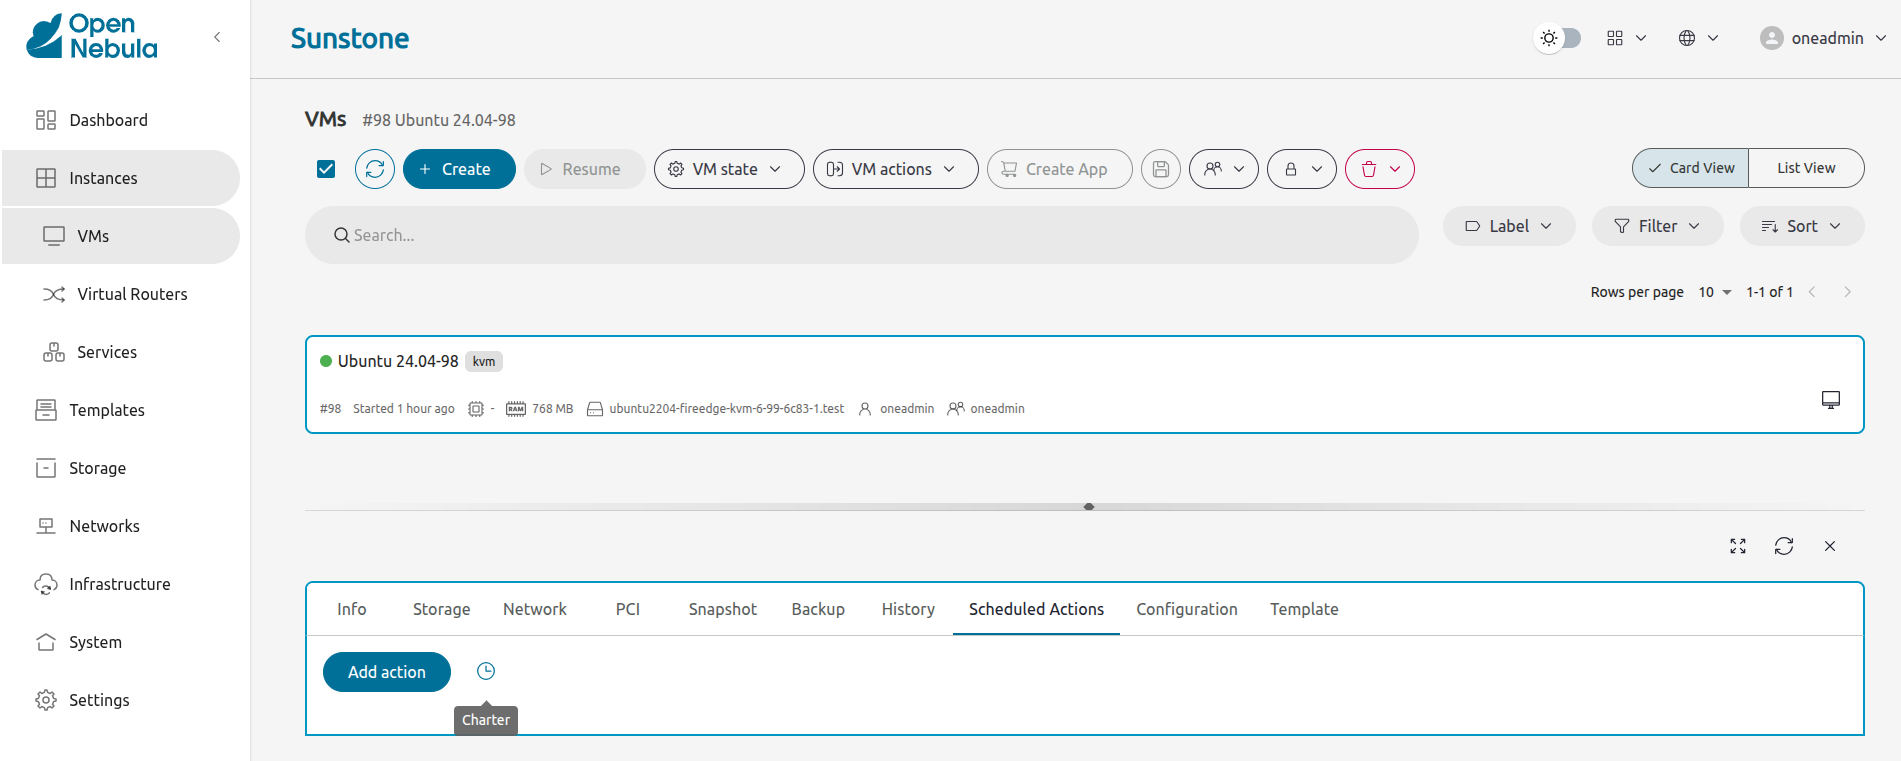 Open
Nebula
Sunstone
oneadmin
Dashboard
Instances
VMs
Virtual Routers
Services
Templates
Storage
Networks
Infrastructure
System
Settings
VMs #98 Ubuntu 24.04-98
Create Resume VM state VM actions Create App Card View List View
Search... Label Filter Sort
Rows per page 10 1-1 of 1
Ubuntu 24.04-98 kvm
#98 Started 1 hour ago - RAM 768 MB ubuntu2204-fireedge-kvm-6-99-6c83-1.test oneadmin oneadmin
Info Storage Network PCI Snapshot Backup History Scheduled Actions Configuration Template
Add action
Charter